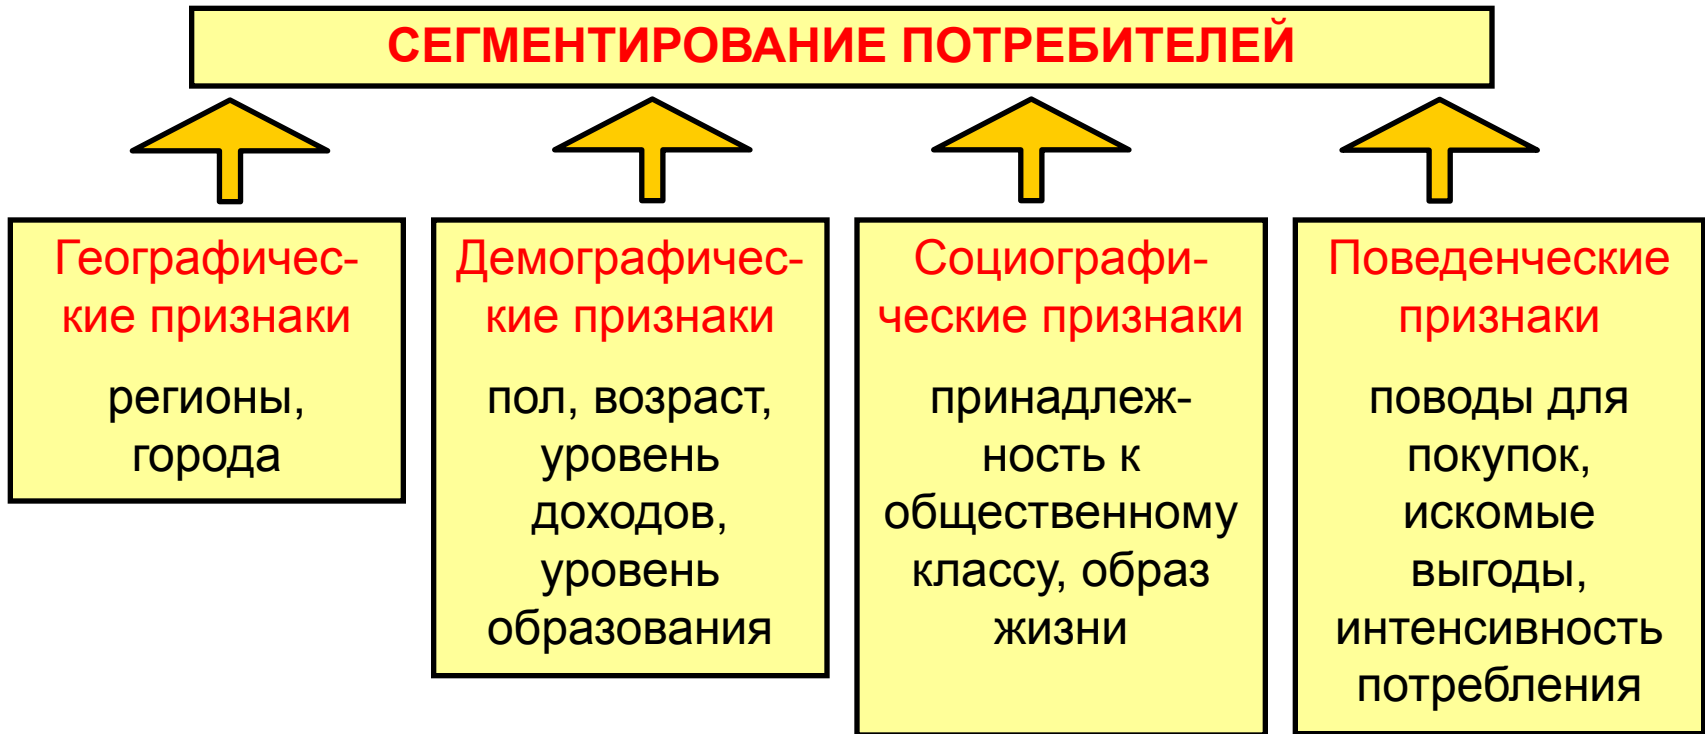 СЕГМЕНТИРОВАНИЕ ПОТРЕБИТЕЛЕЙ
Географичес-
кие признаки
регионы,
города
Демографичес-
кие признаки
пол, возраст,
уровень
доходов,
уровень
образования
Социографи-
ческие признаки
принадлеж-
ность к
общественному
классу, образ
жизни
Поведенческие
признаки
поводы для
покупок,
искомые
выгоды,
интенсивность
потребления